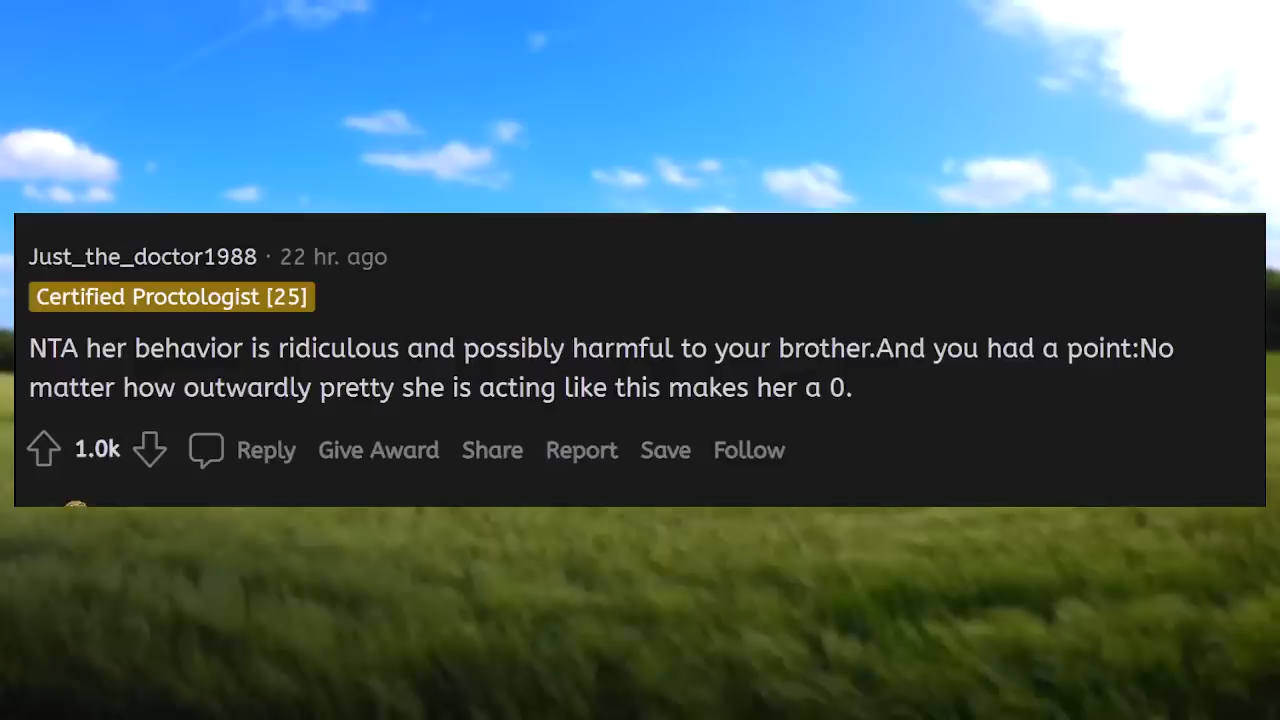 Just_the_doctor1988 · 22 hr. ago
Certified Proctologist [25]
NTA her behavior is ridiculous and possibly harmful to your brother.And you had a point:No
matter how outwardly pretty she is acting like this makes her a 0.
1.0k Reply Give Award Share Report Save Follow